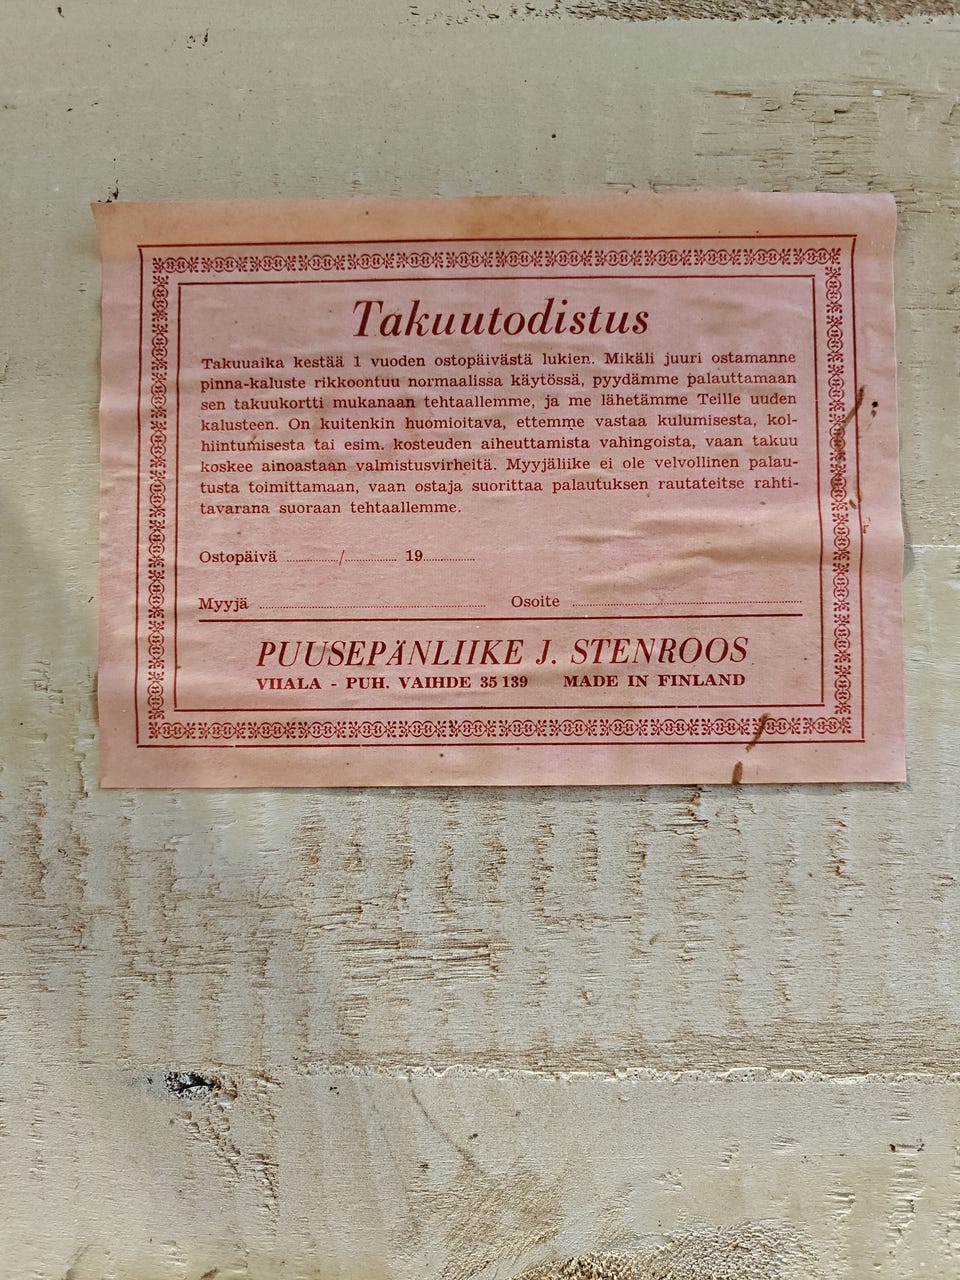 Takuutodistus
Takuuaika kestää 1 vuoden ostopäivästä lukien. Mikäli juuri ostamanne
pinna-kaluste rikkoontuu normaalissa käytössä, pyydämme palauttamaan
sen takuukortti mukanaan tehtaallemme, ja me lähetämme Teille uuden
kalusteen. On kuitenkin huomioitava, ettemme vastaa kulumisesta, kol-
hiintumisesta tai esim. kosteuden aiheuttamista vahingoista, vaan takuu
koskee ainoastaan valmistusvirheitä. Myyjäliike ei ole velvollinen palau-
tusta toimittamaan, vaan ostaja suorittaa palautuksen rautateitse rahti-
tavarana suoraan tehtaallemme.
Ostopäivä ............../.............. 19..............
Myyjä .............................. Osoite ..............................
PUUSEPÄNLIIKE J. STENROOS
VIIALA - PUH. VAIHDE 35 139 MADE IN FINLAND